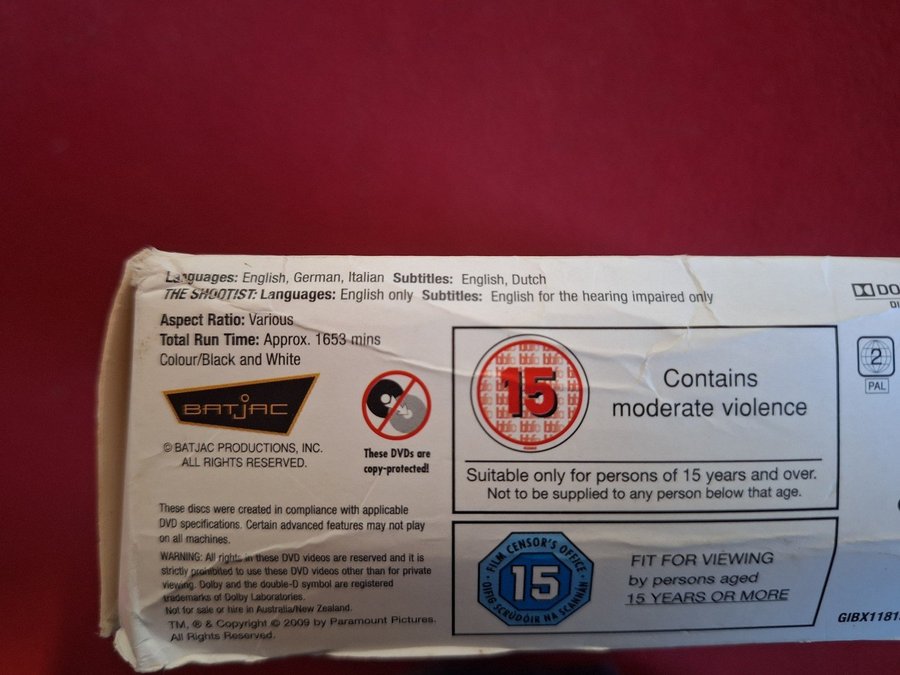 Languages: English, German, Italian Subtitles: English, Dutch
THE SHOOTIST: Languages: English only Subtitles: English for the hearing impaired only
Aspect Ratio: Various
Total Run Time: Approx. 1653 mins
Colour/Black and White
BATJAC
© BATJAC PRODUCTIONS, INC.
ALL RIGHTS RESERVED.
These DVDs are
copy-protected!
These discs were created in compliance with applicable
DVD specifications. Certain advanced features may not play
on all machines.
WARNING: All rights in these DVD videos are reserved and it is
strictly prohibited to use these DVD videos other than for private
viewing. Dolby and the double-D symbol are registered
trademarks of Dolby Laboratories.
Not for sale or hire in Australia/New Zealand.
TM, ® & Copyright © 2009 by Paramount Pictures.
All Rights Reserved.
bbfc
15
Contains
moderate violence
Suitable only for persons of 15 years and over.
Not to be supplied to any person below that age.
FILM CENSOR'S OFFICE
15
OIFIG SCRÚDÓIR NA SCANNÁN
FIT FOR VIEWING
by persons aged
15 YEARS OR MORE
DO
DI
2
PAL
GIBX1181